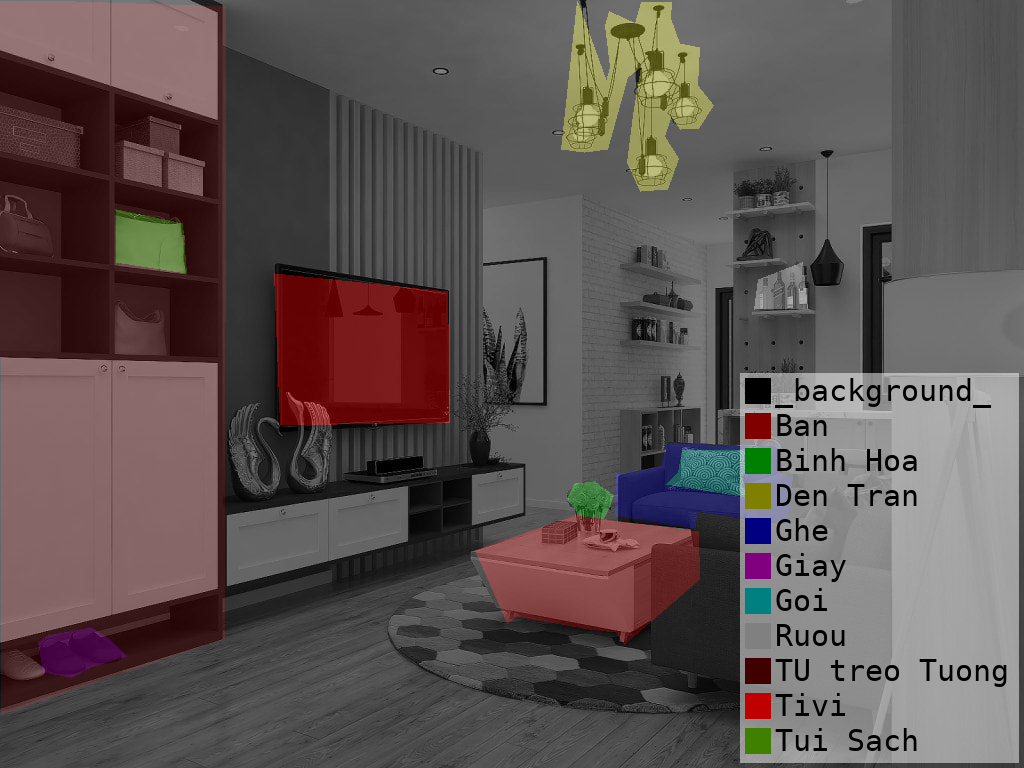 _background_
Ban
Binh Hoa
Den Tran
Ghe
Giay
Goi
Ruou
TU treo Tuong
Tivi
Tui Sach